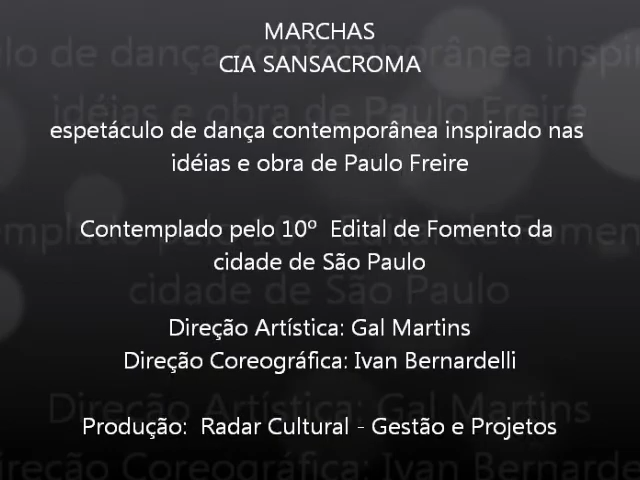 MARCHAS
CIA SANSACROMA
espetáculo de dança contemporânea inspirado nas
idéias e obra de Paulo Freire
Contemplado pelo 10º  Edital de Fomento da
cidade de São Paulo
Direção Artística: Gal Martins
Direção Coreográfica: Ivan Bernardelli
Produção:  Radar Cultural - Gestão e Projetos